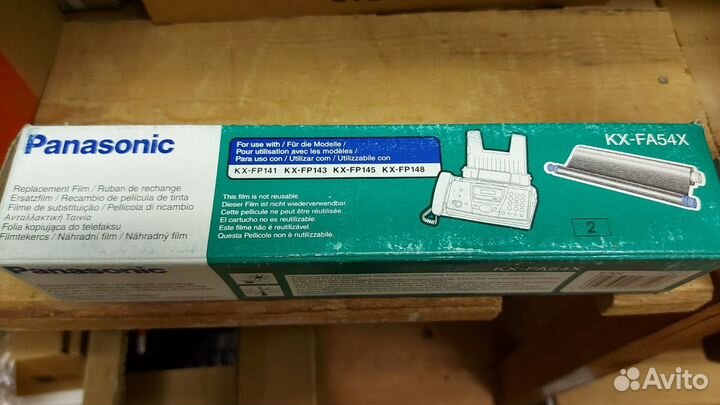 Panasonic
Replacement Film / Ruban de rechange
Ersatzfilm / Recambio de película de tinta
Filme de substituição / Pellicola di ricambio
Ανταλλακτική Ταινία
Folia kopiująca do telefaksu
Filmtekercs / Náhradní film / Náhradný film
For use with / Für die Modelle /
Pour utilisation avec les modèles /
Para uso con / Utilizar com / Utilizzabile con
KX-FP141 KX-FP143 KX-FP145 KX-FP148
This film is not reusable.
Dieser Film ist nicht wiederverwendbar.
Cette pellicule ne peut être réutilisée.
El cartucho no es reutilizable.
Este filme não é reutilizável.
Questa Pellicole non è riutilizzabile.
KX-FA54X
2
Panasonic
KX-FA54X
Avito